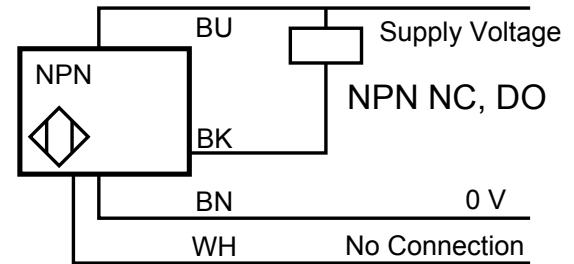 BU
Supply Voltage
NPN
NPN NC, DO
BK
BN
0 V
WH
No Connection